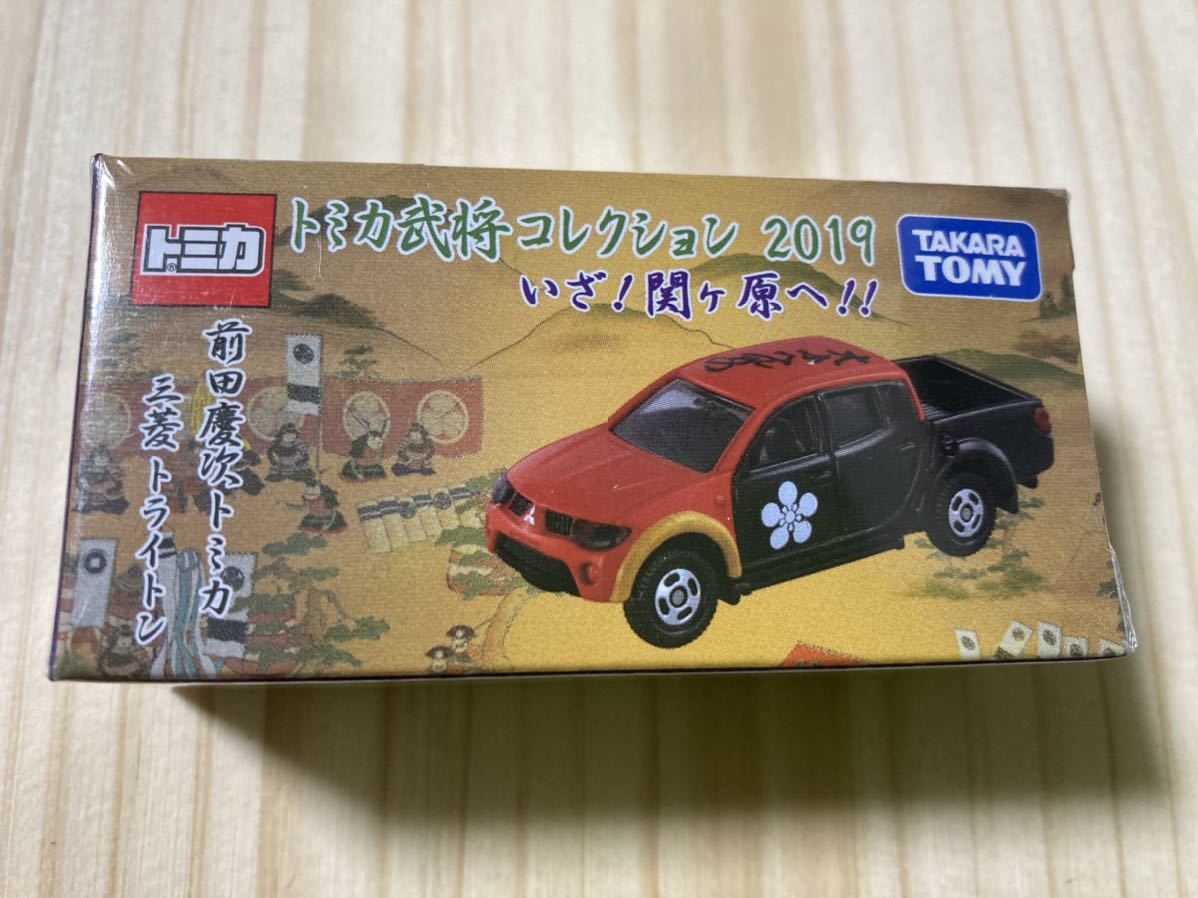 トミカ
トミカ武将コレクション 2019
いざ!関ヶ原へ!!
TAKARA
TOMY
前田慶次トミカ
三菱 トライトン